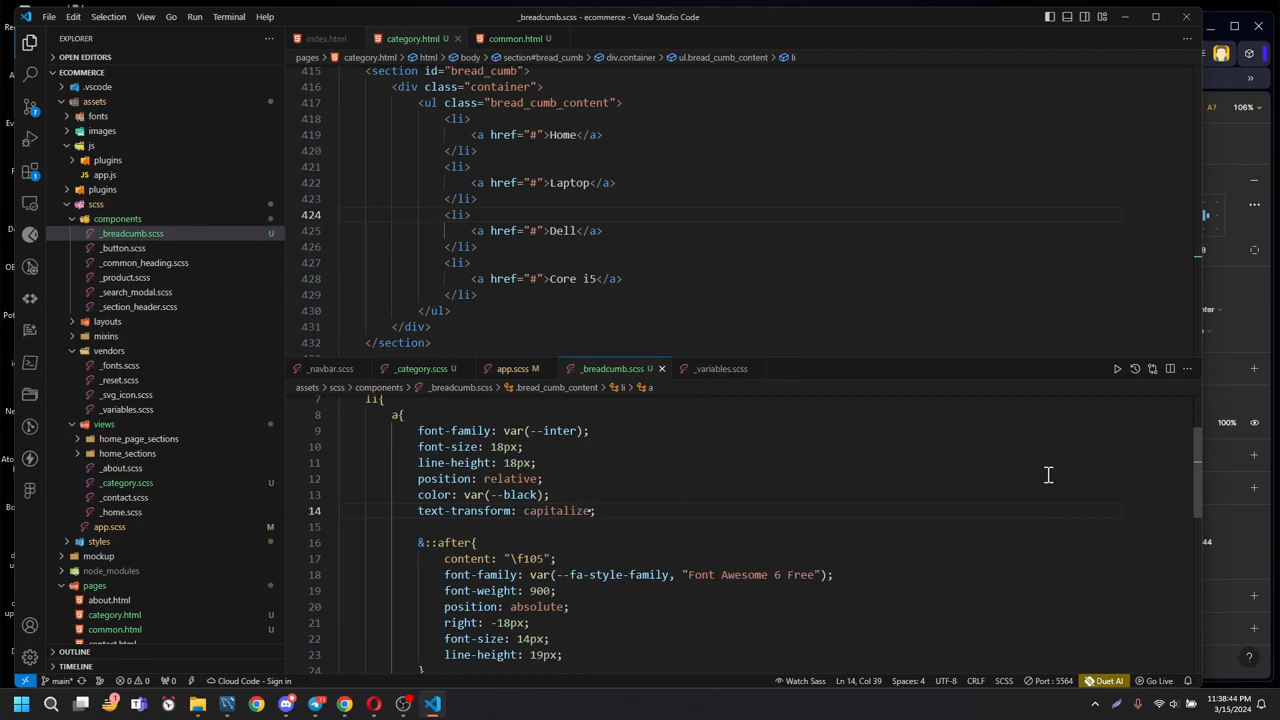 File Edit Selection View Go Run Terminal Help
_breadcumb.scss - ecommerce - Visual Studio Code
EXPLORER
OPEN EDITORS
ECOMMERCE
.vscode
assets
fonts
images
js
plugins
app.js
plugins
scss
components
_breadcumb.scss U
_button.scss
_common_heading.scss
_product.scss
_search_modal.scss
_section_header.scss
layouts
mixins
vendors
_fonts.scss
_reset.scss
_svg_icon.scss
_variables.scss
views
home_page_sections
home_sections
_about.scss
_category.scss U
_contact.scss
_home.scss
app.scss M
styles
mockup
node_modules
pages
about.html
category.html U
common.html U
OUTLINE
TIMELINE
index.html category.html U common.html U
pages category.html html body section#bread_cumb div.container ul.bread_cumb_content li
415 <section id="bread_cumb">
416 <div class="container">
417 <ul class="bread_cumb_content">
418 <li>
419 <a href="#">Home</a>
420 </li>
421 <li>
422 <a href="#">Laptop</a>
423 </li>
424 <li>
425 <a href="#">Dell</a>
426 </li>
427 <li>
428 <a href="#">Core i5</a>
429 </li>
430 </ul>
431 </div>
432 </section>
_navbar.scss _category.scss U app.scss M _breadcumb.scss U _variables.scss
assets scss components _breadcumb.scss .bread_cumb_content li a
7 li{
8 a{
9 font-family: var(--inter);
10 font-size: 18px;
11 line-height: 18px;
12 position: relative;
13 color: var(--black);
14 text-transform: capitalize;
15
16 &::after{
17 content: "\f105";
18 font-family: var(--fa-style-family, "Font Awesome 6 Free");
19 font-weight: 900;
20 position: absolute;
21 right: -18px;
22 font-size: 14px;
23 line-height: 19px;
24 }
A? 106%
100%
main* 0 0 0 Cloud Code - Sign in
Watch Sass Ln 14, Col 39 Spaces: 4 UTF-8 CRLF SCSS Port : 5564 Duet AI Go Live
11:38:44 PM
3/15/2024